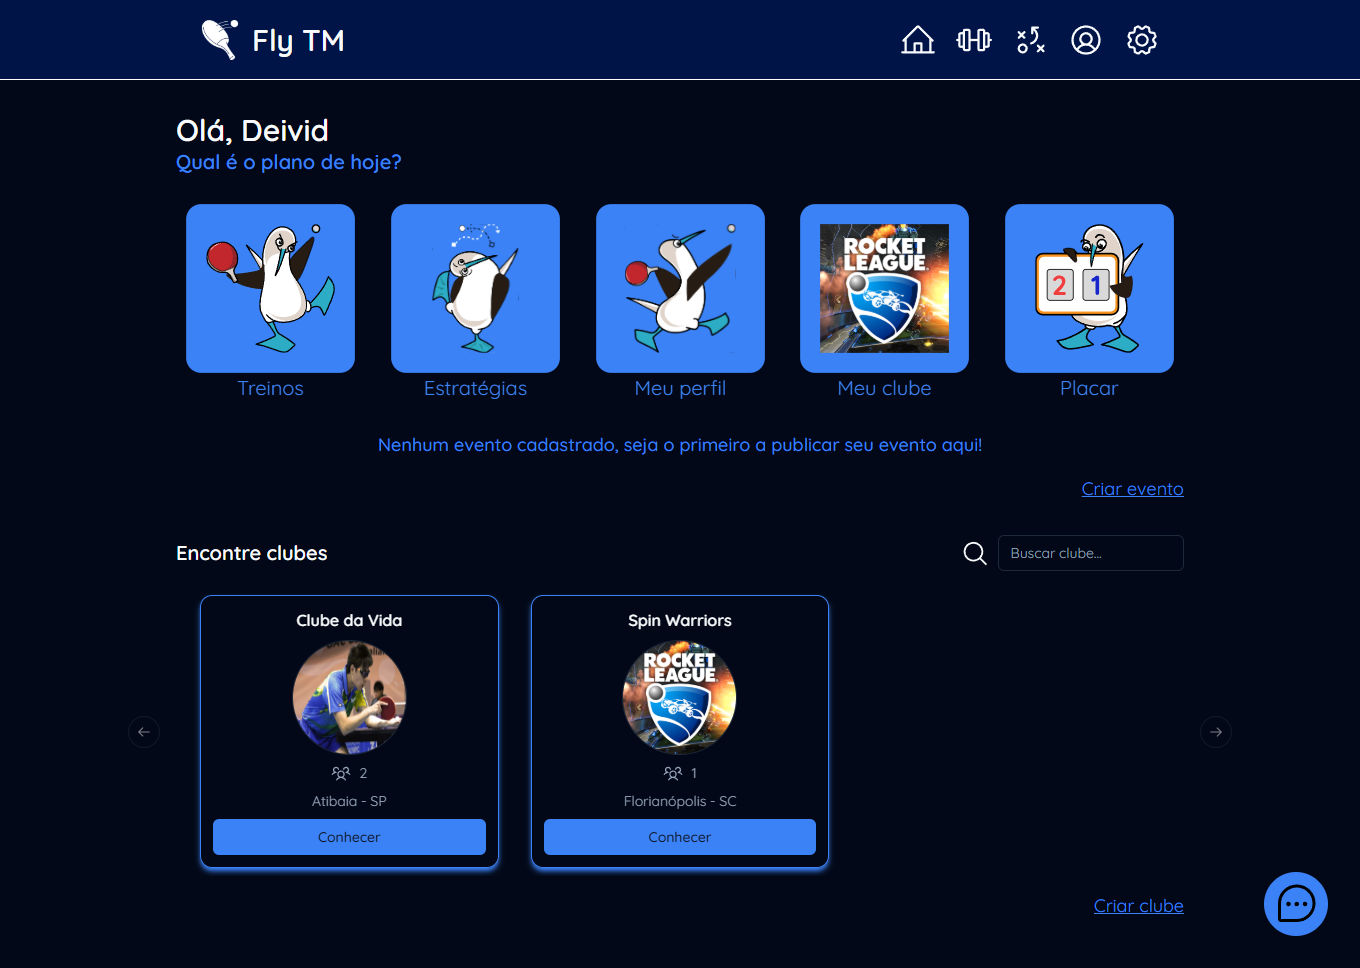 Fly TM
Olá, Deivid
Qual é o plano de hoje?
ROCKET
LEAGUE
2 1
Treinos
Estratégias
Meu perfil
Meu clube
Placar
Nenhum evento cadastrado, seja o primeiro a publicar seu evento aqui!
Criar evento
Encontre clubes
Buscar clube...
Clube da Vida
Spin Warriors
ROCKET
LEAGUE
2
1
Atibaia - SP
Florianópolis - SC
Conhecer
Conhecer
Criar clube